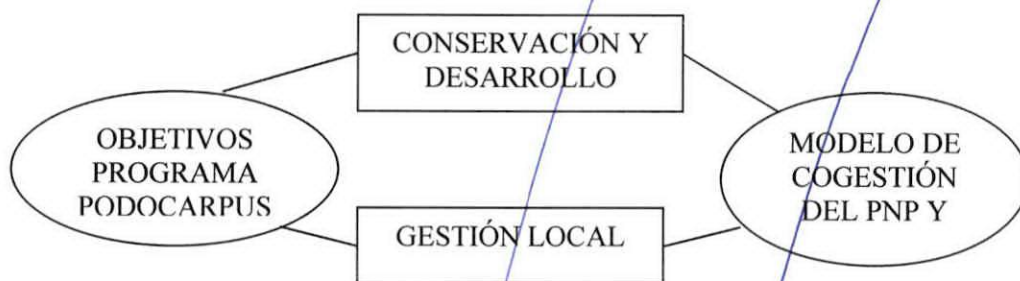 CONSERVACIÓN Y
DESARROLLO
OBJETIVOS
PROGRAMA
PODOCARPUS
MODELO DE
COGESTIÓN
DEL PNP Y
GESTIÓN LOCAL